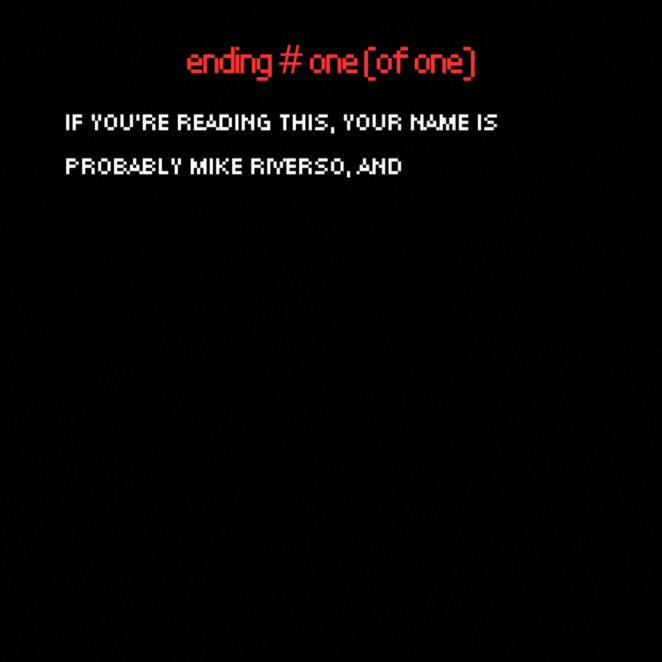 ending # one (of one)
IF YOU'RE READING THIS, YOUR NAME IS
PROBABLY MIKE RIVERSO, AND